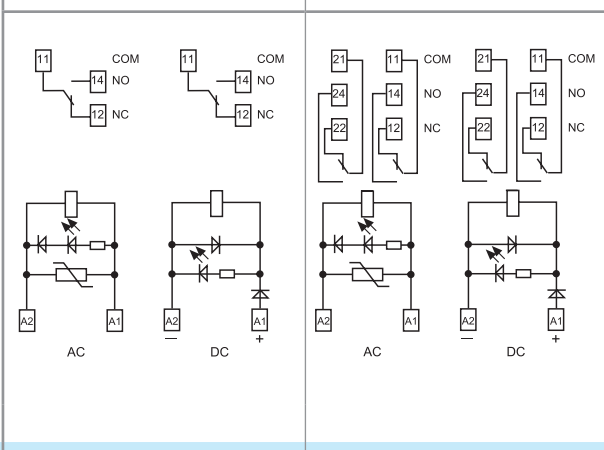 11 COM 11 COM
14 NO 14 NO
12 NC 12 NC
A2 A1 A2 A1
— +
AC DC
21 11 COM 21 11 COM
24 14 NO 24 14 NO
22 12 NC 22 12 NC
A2 A1 A2 A1
— +
AC DC